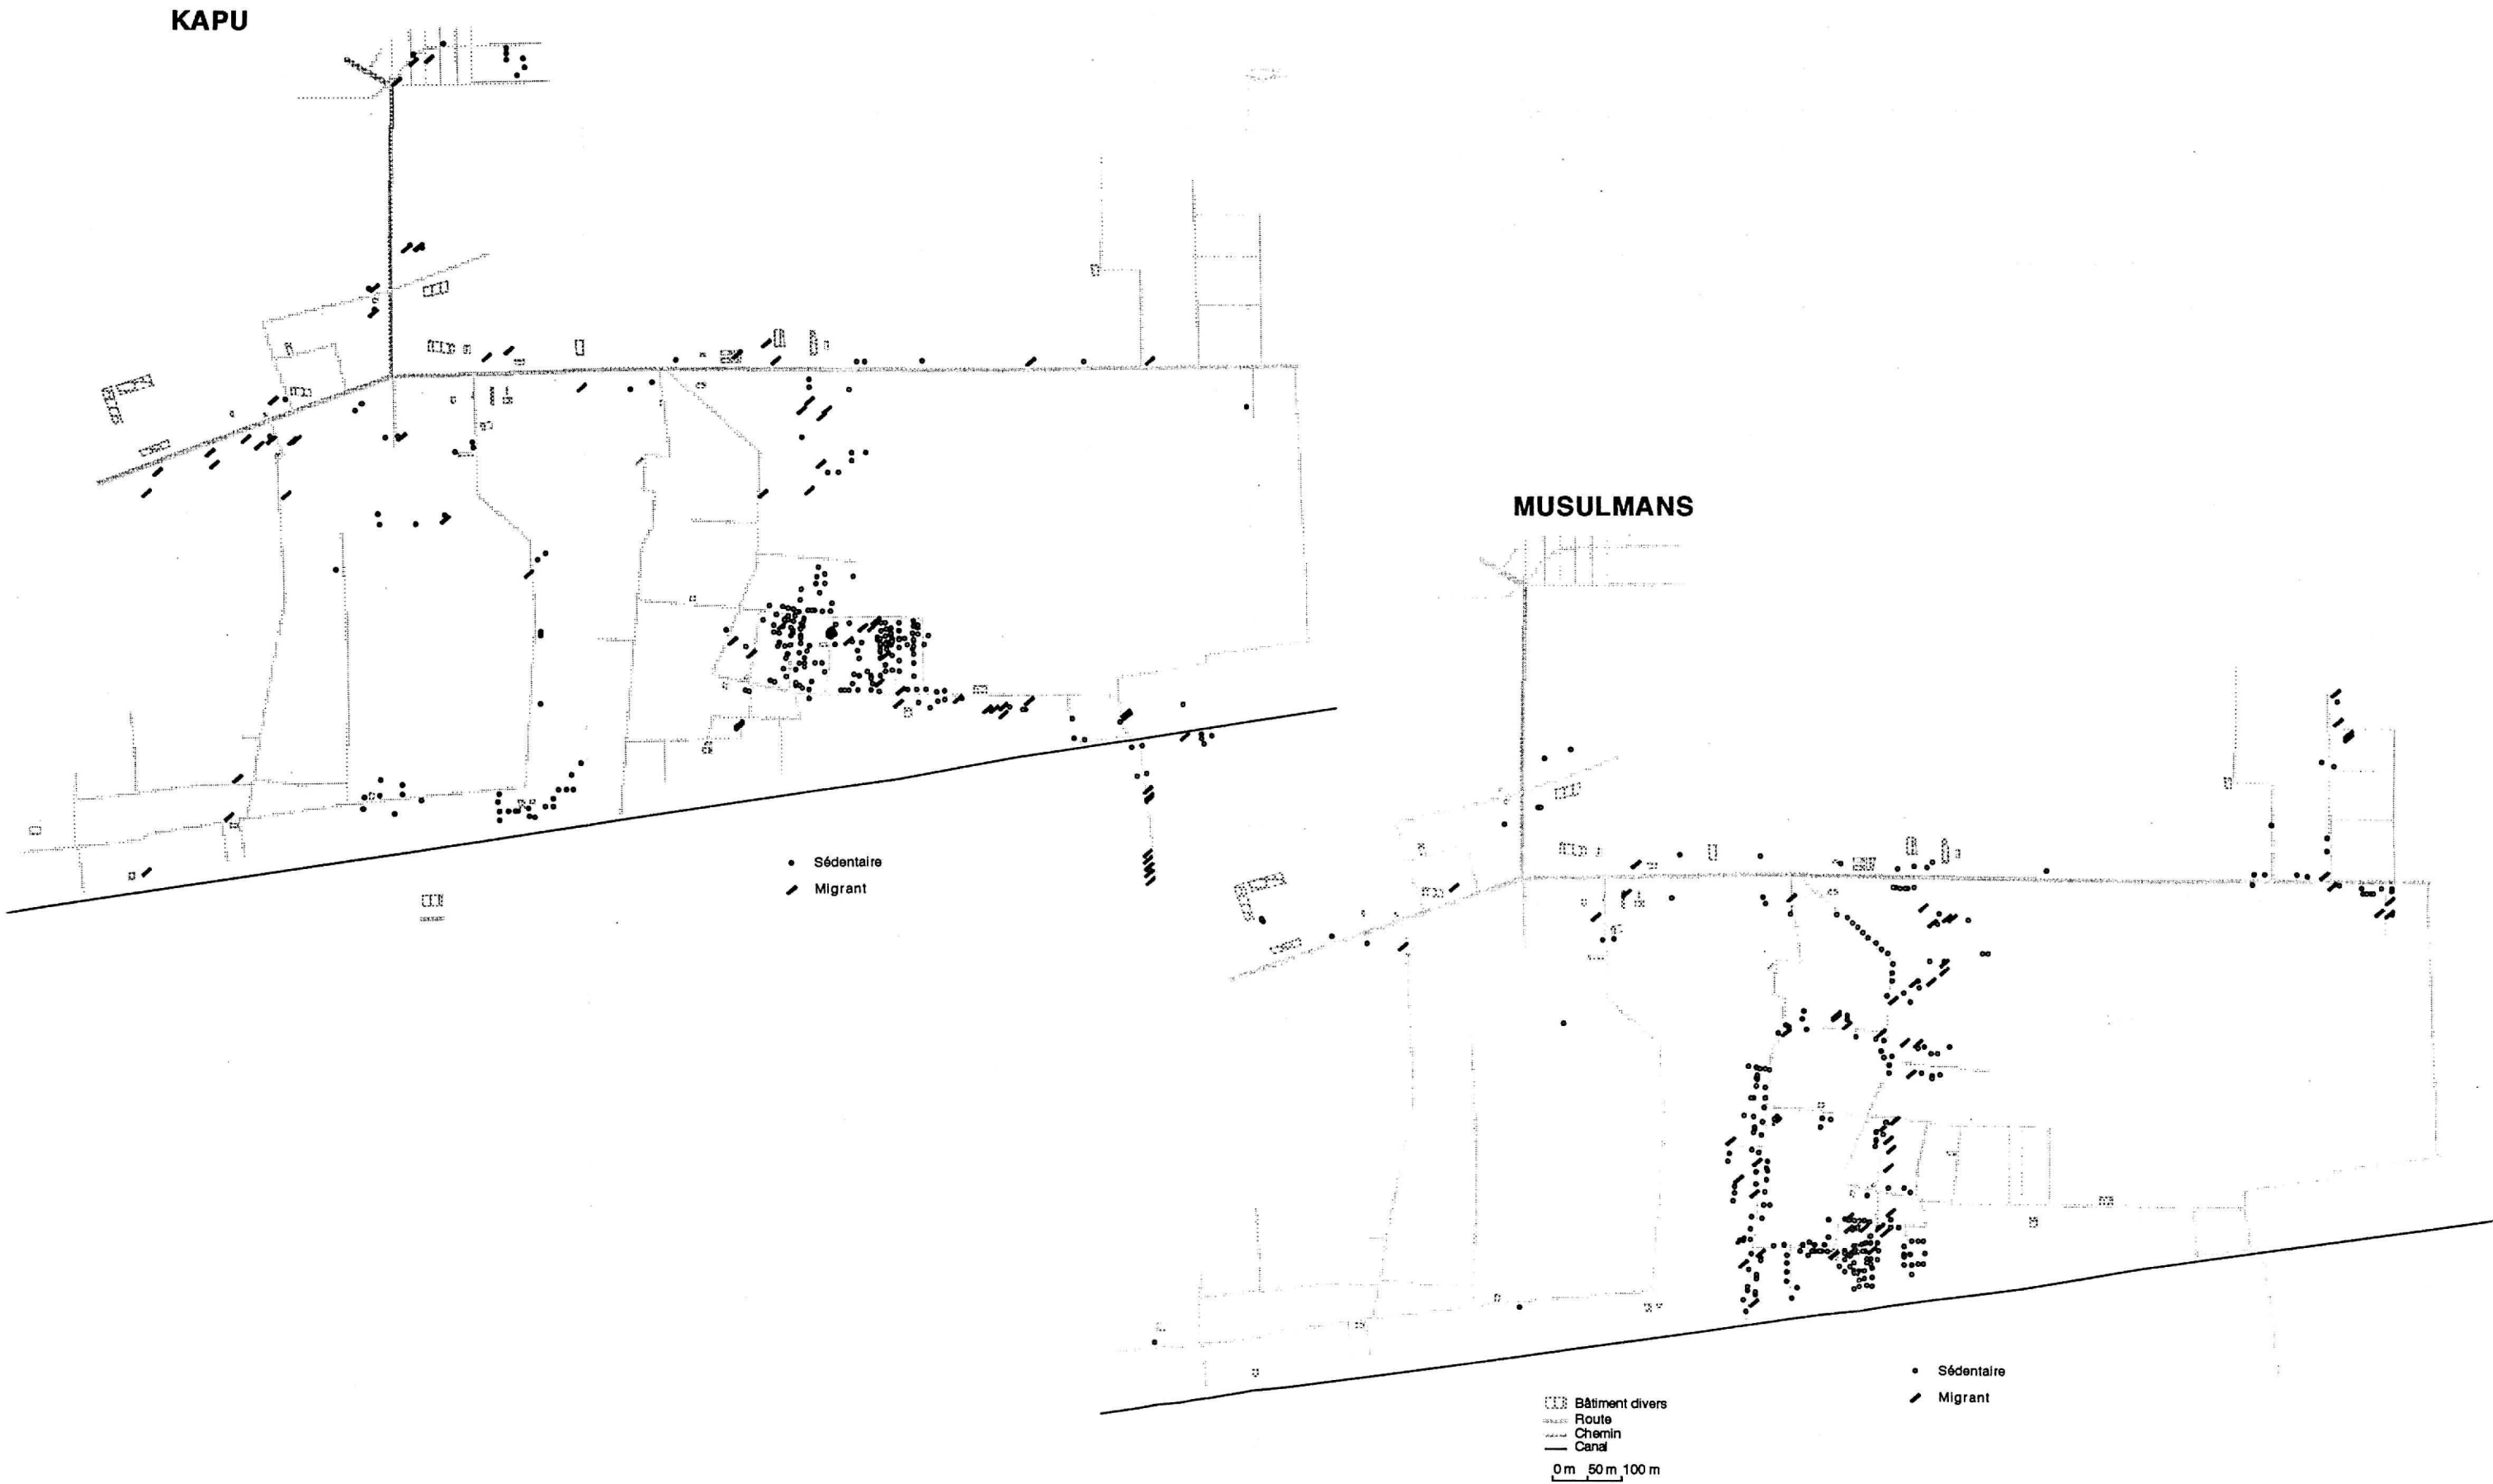 KAPU
MUSULMANS
Sédentaire
Migrant
Sédentaire
Migrant
Bâtiment divers
Route
Chemin
Canal
0 m 50 m 100 m